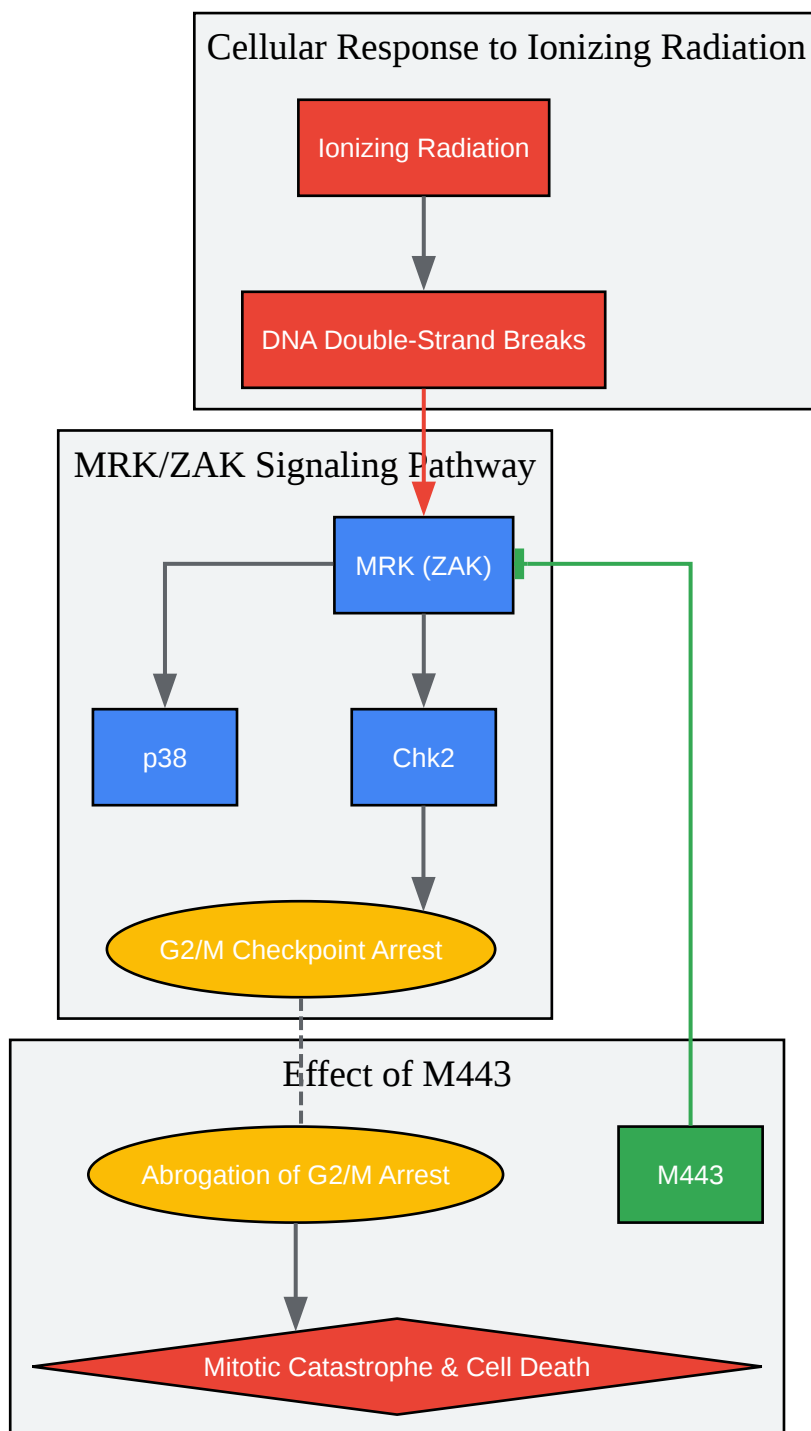 Cellular Response to Ionizing Radiation
Ionizing Radiation
DNA Double-Strand Breaks
MRK/ZAK Signaling Pathway
MRK (ZAK)
p38
Chk2
G2/M Checkpoint Arrest
Effect of M443
Abrogation of G2/M Arrest
M443
Mitotic Catastrophe & Cell Death